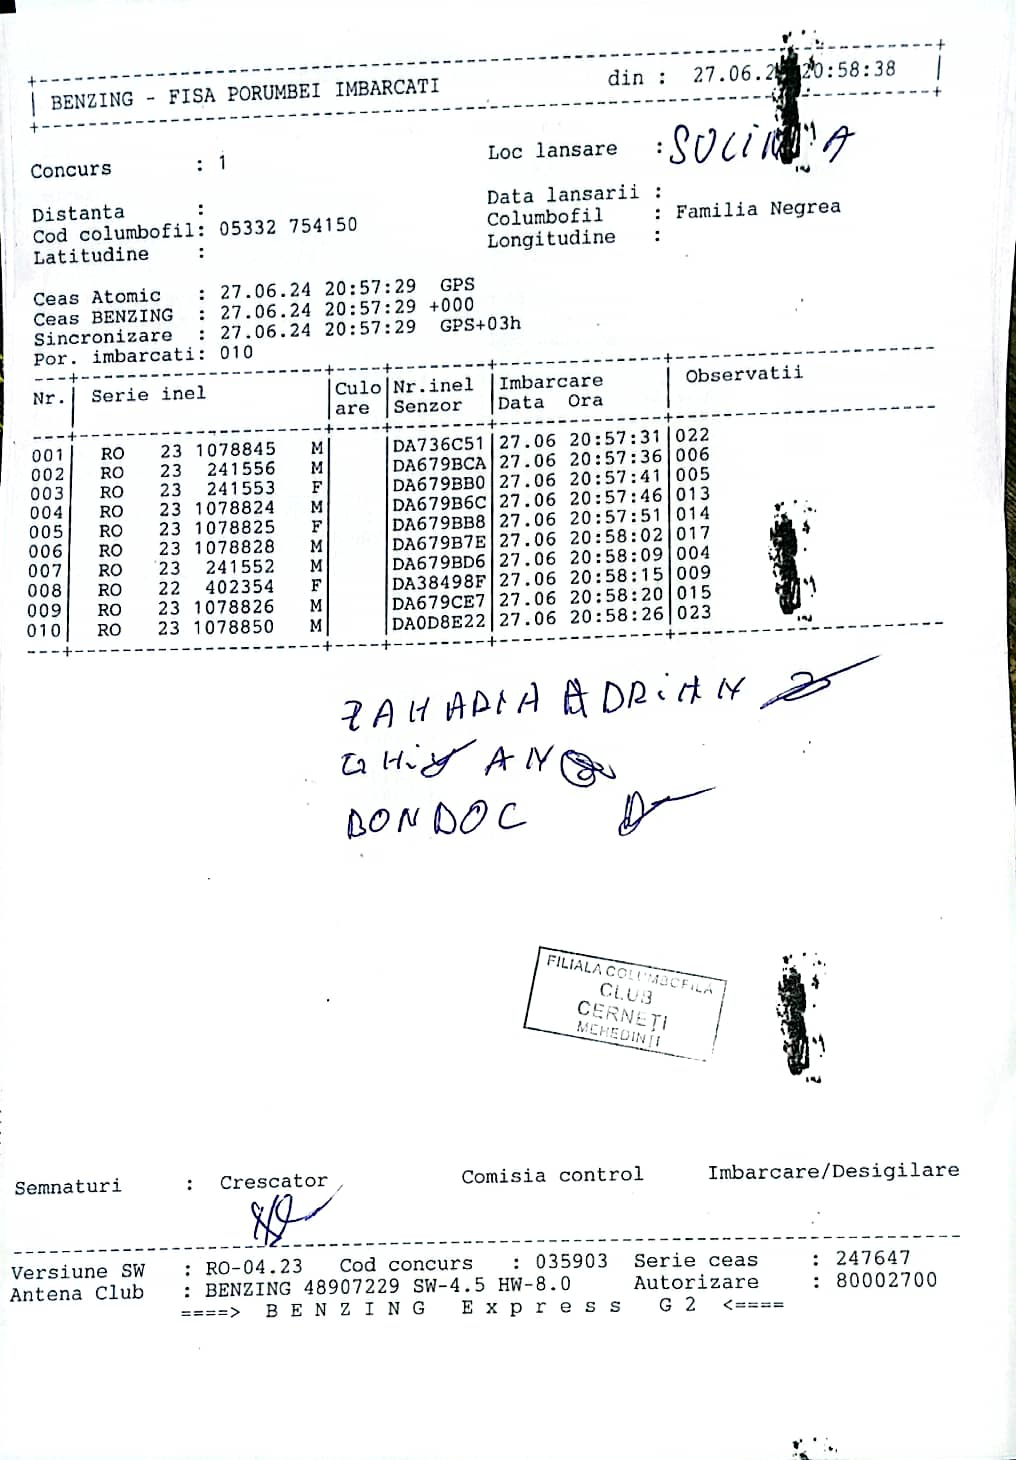 BENZING - FISA PORUMBEI IMBARCATI din : 27.06.2 20:58:38
Concurs : 1 Loc lansare : SULINA
Distanta : Data lansarii :
Cod columbofil: 05332 754150 Columbofil : Familia Negrea
Latitudine : Longitudine :
Ceas Atomic : 27.06.24 20:57:29 GPS
Ceas BENZING : 27.06.24 20:57:29 +000
Sincronizare : 27.06.24 20:57:29 GPS+03h
Por. imbarcati: 010
Nr. Serie inel Culo Nr.inel Imbarcare Observatii
are Senzor Data Ora
001 RO 23 1078845 M DA736C51 27.06 20:57:31 022
002 RO 23 241556 M DA679BCA 27.06 20:57:36 006
003 RO 23 241553 F DA679BB0 27.06 20:57:41 005
004 RO 23 1078824 M DA679B6C 27.06 20:57:46 013
005 RO 23 1078825 F DA679BB8 27.06 20:57:51 014
006 RO 23 1078828 M DA679B7E 27.06 20:58:02 017
007 RO 23 241552 M DA679BD6 27.06 20:58:09 004
008 RO 22 402354 F DA38498F 27.06 20:58:15 009
009 RO 23 1078826 M DA679CE7 27.06 20:58:20 015
010 RO 23 1078850 M DA0D8E22 27.06 20:58:26 023
ZAHARIA ADRIAN
BONDOC
FILIALA COLUMBOFILA
CLUB
CERNEȚI
MEHEDINȚI
Semnaturi : Crescator Comisia control Imbarcare/Desigilare
Versiune SW : RO-04.23 Cod concurs : 035903 Serie ceas : 247647
Antena Club : BENZING 48907229 SW-4.5 HW-8.0 Autorizare : 80002700
====> B E N Z I N G E x p r e s s G 2 <====